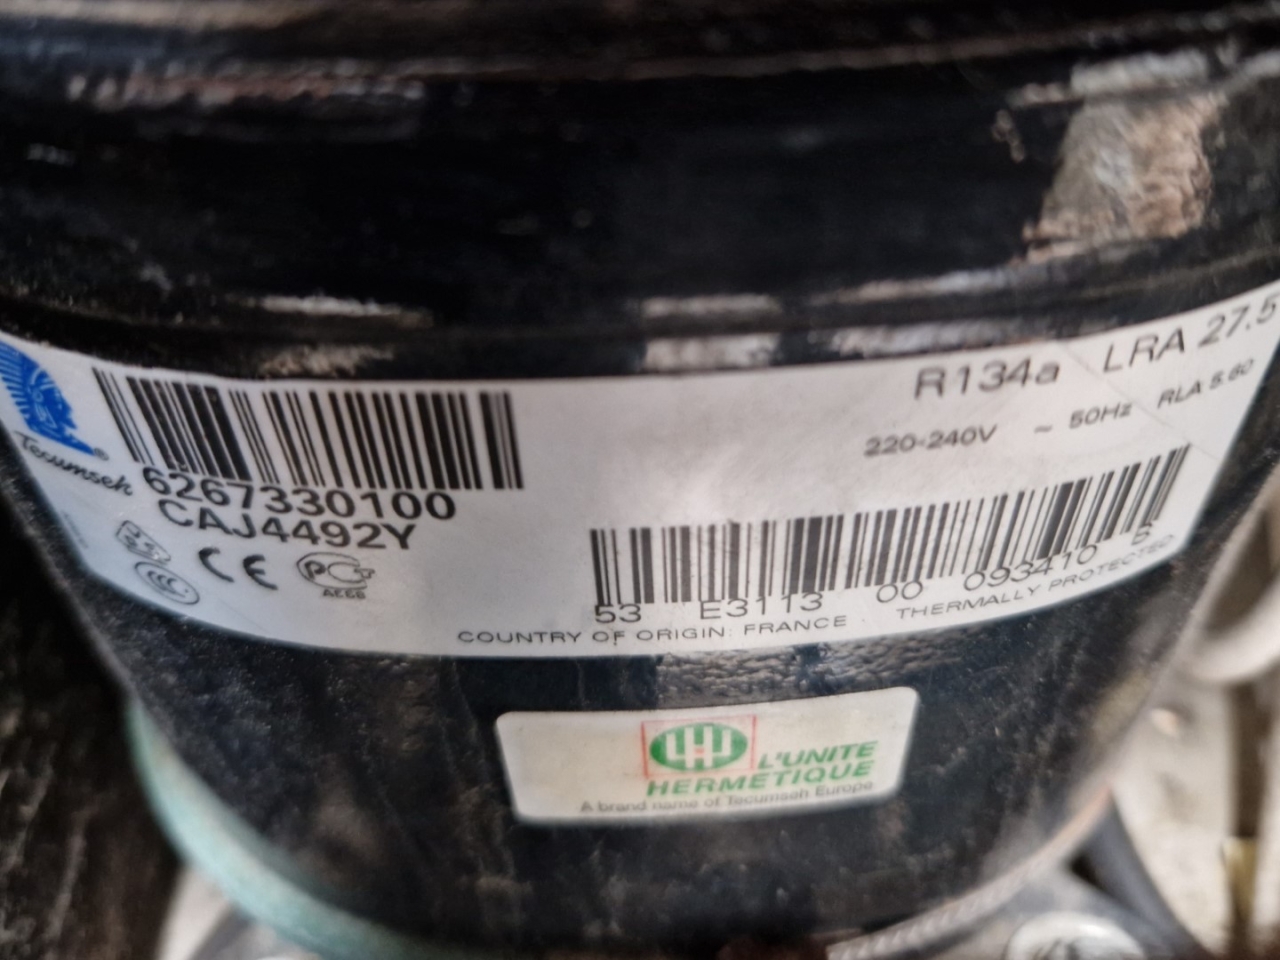 R134a LRA 27.5
220-240V ~ 50Hz RLA 5.60
Tecumseh
6267330100
CAJ4492Y
CE
53 E3113 00 093410 5
COUNTRY OF ORIGIN: FRANCE THERMALLY PROTECTED
L'UNITE
HERMETIQUE
A brand name of Tecumseh Europe